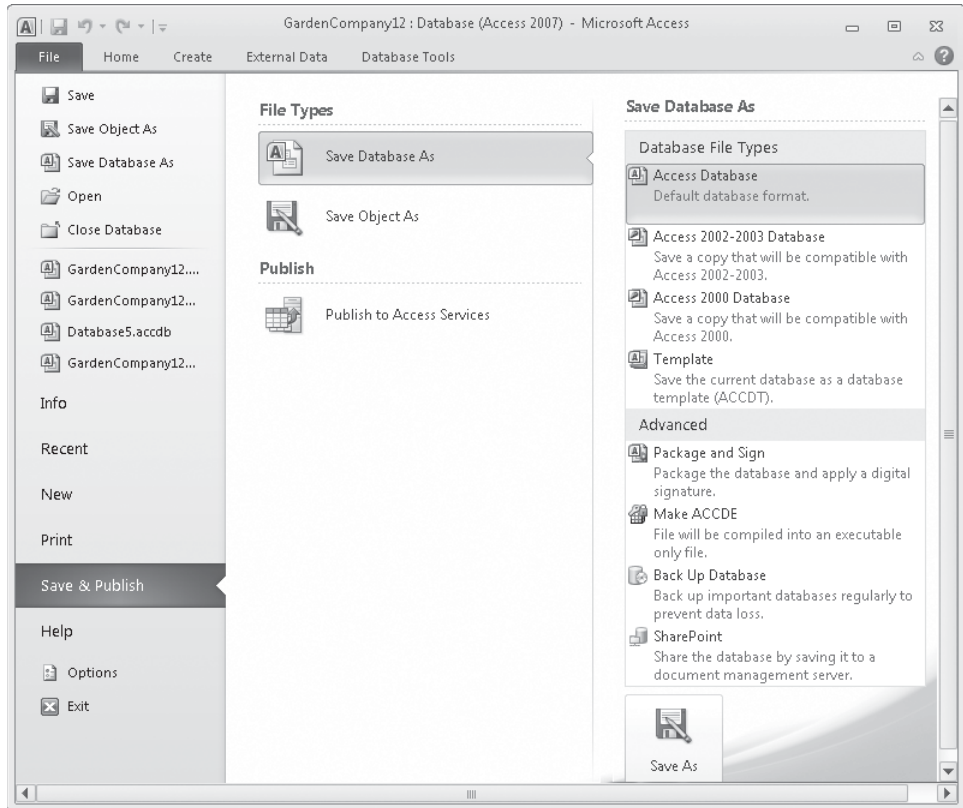 GardenCompany12 : Database (Access 2007) - Microsoft Access
File Home Create External Data Database Tools
Save
Save Object As
Save Database As
Open
Close Database
GardenCompany12....
GardenCompany12...
Database5.accdb
GardenCompany12...
Info
Recent
New
Print
Save & Publish
Help
Options
Exit
File Types
Save Database As
Save Object As
Publish
Publish to Access Services
Save Database As
Database File Types
Access Database
Default database format.
Access 2002-2003 Database
Save a copy that will be compatible with
Access 2002-2003.
Access 2000 Database
Save a copy that will be compatible with
Access 2000.
Template
Save the current database as a database
template (ACCDT).
Advanced
Package and Sign
Package the database and apply a digital
signature.
Make ACCDE
File will be compiled into an executable
only file.
Back Up Database
Back up important databases regularly to
prevent data loss.
SharePoint
Share the database by saving it to a
document management server.
Save As